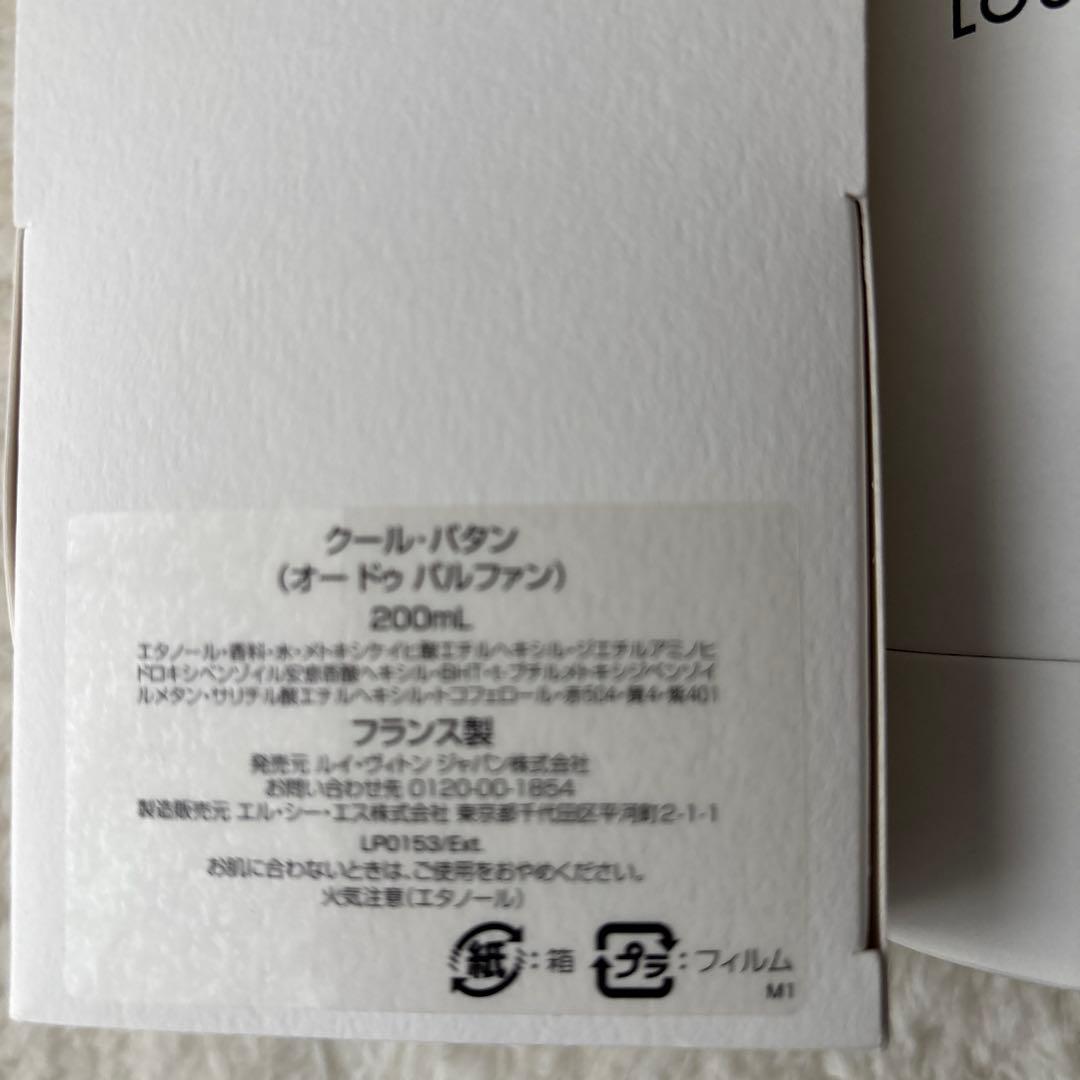 LOU
クール・バタン
（オー ドゥ パルファン）
200mL
エタノール・香料・水・メトキシケイヒ酸エチルヘキシル・ジエチルアミノヒ
ドロキシベンゾイル安息香酸ヘキシル・BHT・t-ブチルメトキシジベンゾイ
ルメタン・サリチル酸エチルヘキシル・トコフェロール・赤504・黄4・紫401
フランス製
発売元 ルイ・ヴィトン ジャパン株式会社
お問い合わせ先 0120-00-1854
製造販売元 エル・シー・エス株式会社 東京都千代田区平河町2-1-1
LP0153/Ext.
お肌に合わないときは、ご使用をおやめください。
火気注意（エタノール）
紙：箱 プラ：フィルム
M1